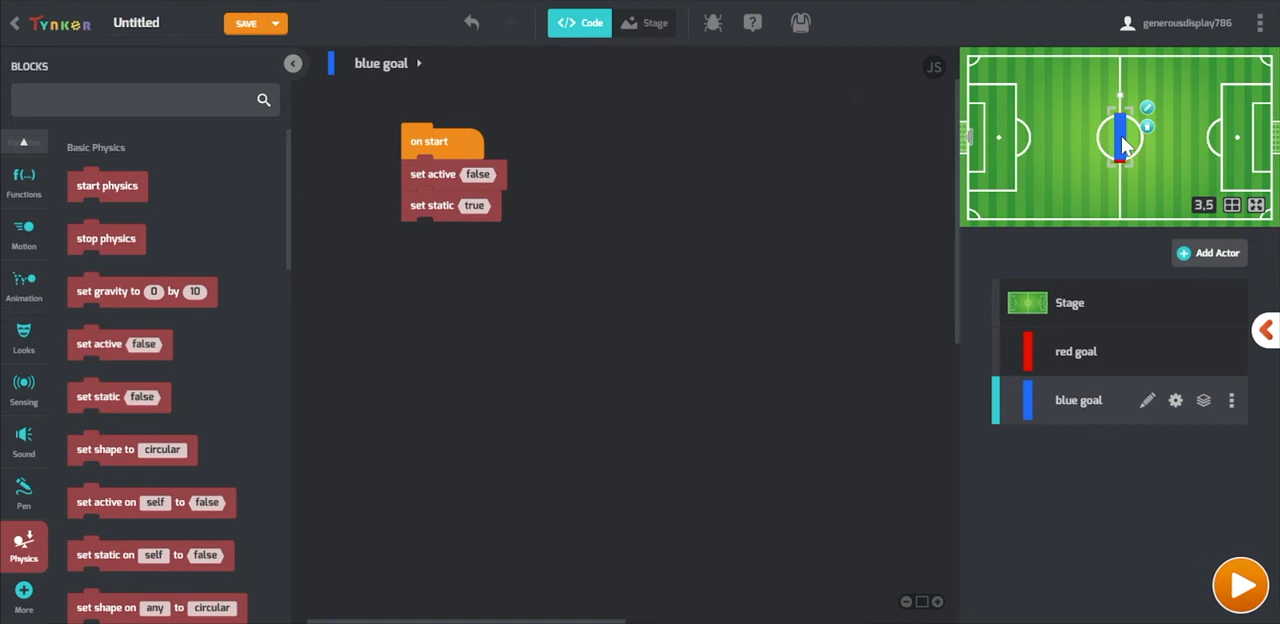 TYNKER
Untitled
SAVE
</> Code
Stage
generousdisplay786
BLOCKS
blue goal
JS
f(...)
Functions
Motion
Animation
Looks
Sensing
Sound
Pen
Physics
More
Basic Physics
start physics
stop physics
set gravity to 0 by 10
set active false
set static false
set shape to circular
set active on self to false
set static on self to false
set shape on any to circular
on start
set active false
set static true
3,5
Add Actor
Stage
red goal
blue goal